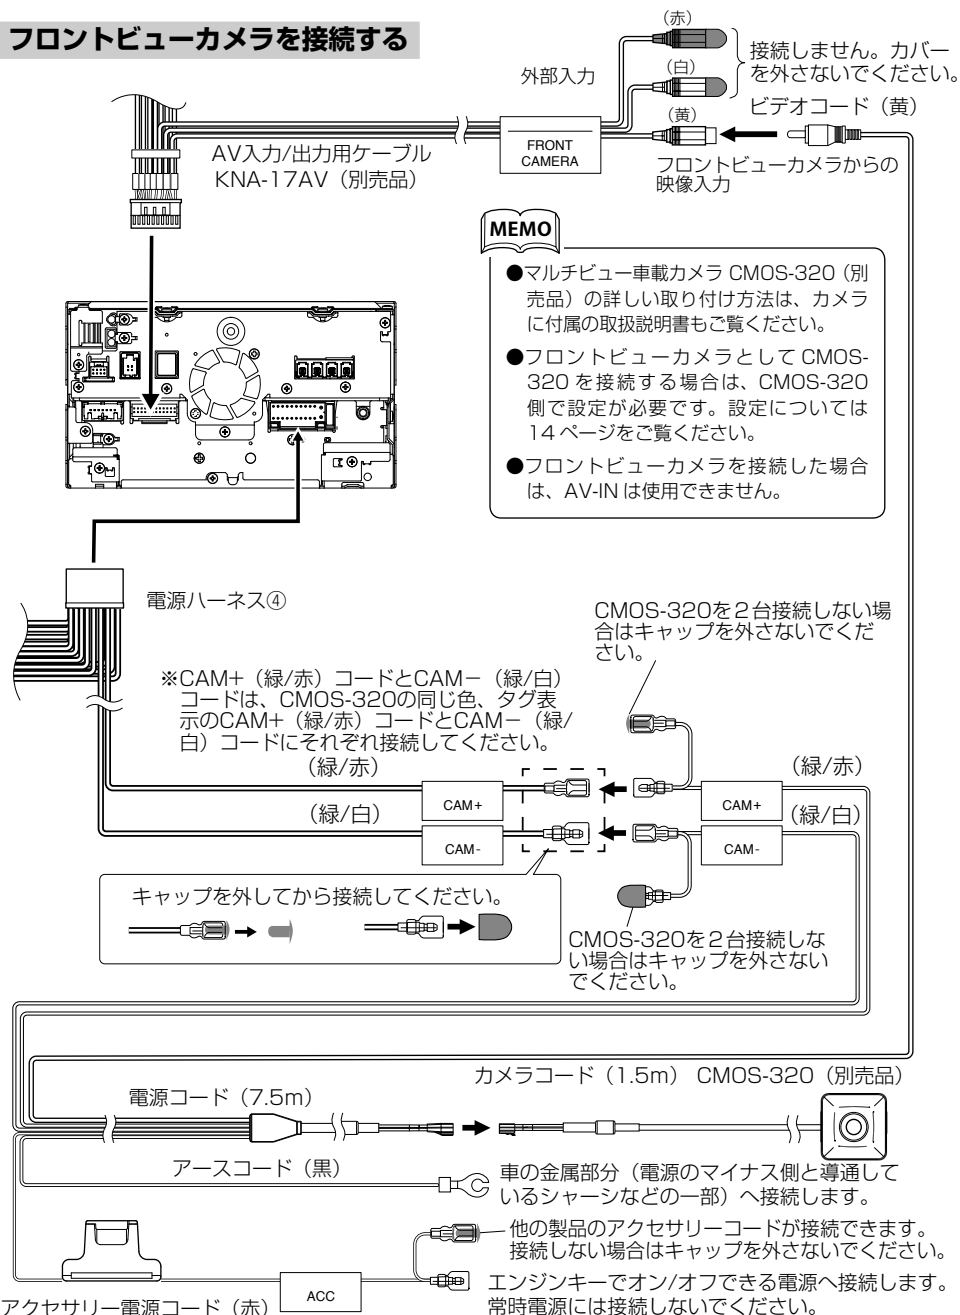 フロントビューカメラを接続する
(赤)
外部入力
(白)
接続しません。カバー
を外さないでください。
(黄)
ビデオコード（黄）
FRONT
CAMERA
AV入力/出力用ケーブル
KNA-17AV（別売品）
フロントビューカメラからの
映像入力
MEMO
●マルチビュー車載カメラ CMOS-320（別
売品）の詳しい取り付け方法は、カメラ
に付属の取扱説明書もご覧ください。
●フロントビューカメラとして CMOS-
320 を接続する場合は、CMOS-320
側で設定が必要です。設定については
14 ページをご覧ください。
●フロントビューカメラを接続した場合
は、AV-IN は使用できません。
電源ハーネス④
CMOS-320を2台接続しない場
合はキャップを外さないでくだ
さい。
※CAM+（緑/赤）コードとCAM−（緑/白）
コードは、CMOS-320の同じ色、タグ表
示のCAM+（緑/赤）コードとCAM−（緑/
白）コードにそれぞれ接続してください。
（緑/赤）
（緑/赤）
CAM+
CAM+
（緑/白）
（緑/白）
CAM-
CAM-
キャップを外してから接続してください。
CMOS-320を2台接続しな
い場合はキャップを外さない
でください。
カメラコード（1.5m） CMOS-320（別売品）
電源コード（7.5m）
アースコード（黒）
車の金属部分（電源のマイナス側と導通して
いるシャーシなどの一部）へ接続します。
他の製品のアクセサリーコードが接続できます。
接続しない場合はキャップを外さないでください。
エンジンキーでオン/オフできる電源へ接続します。
常時電源には接続しないでください。
ACC
アクセサリー電源コード（赤）